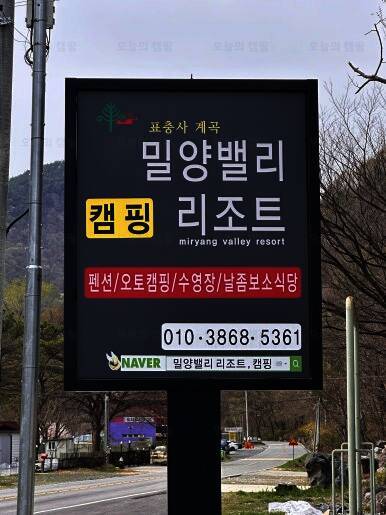 표충사 계곡
밀양밸리
캠핑 리조트
miryang valley resort
펜션/오토캠핑/수영장/날좀보소식당
010·3868·5361
NAVER 밀양밸리 리조트, 캠핑